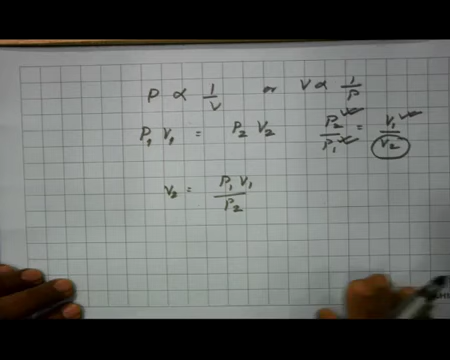 P ∝ 1/V or V ∝ 1/P
P₁ V₁ = P₂ V₂ P₂/P₁ = V₁/V₂
V₂ = P₁ V₁/P₂